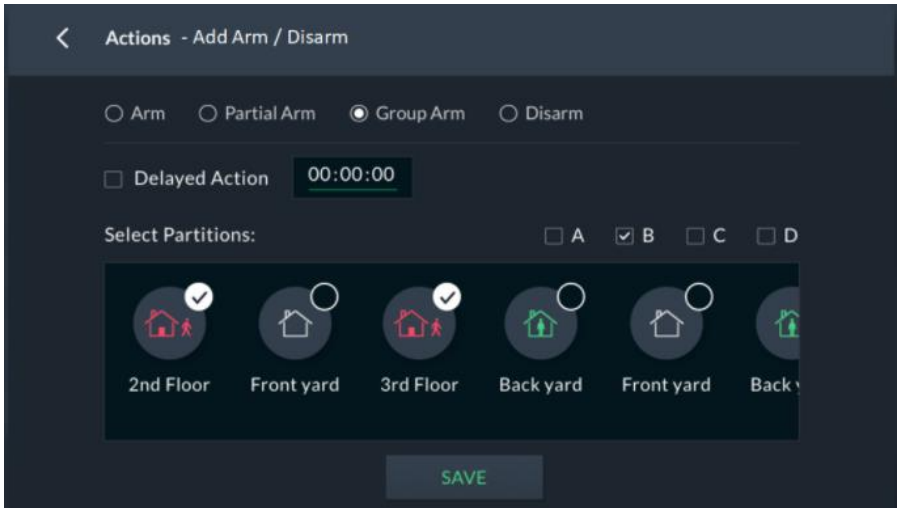 Actions - Add Arm / Disarm
Arm Partial Arm Group Arm Disarm
Delayed Action 00:00:00
Select Partitions: A B C D
2nd Floor Front yard 3rd Floor Back yard Front yard Back
SAVE